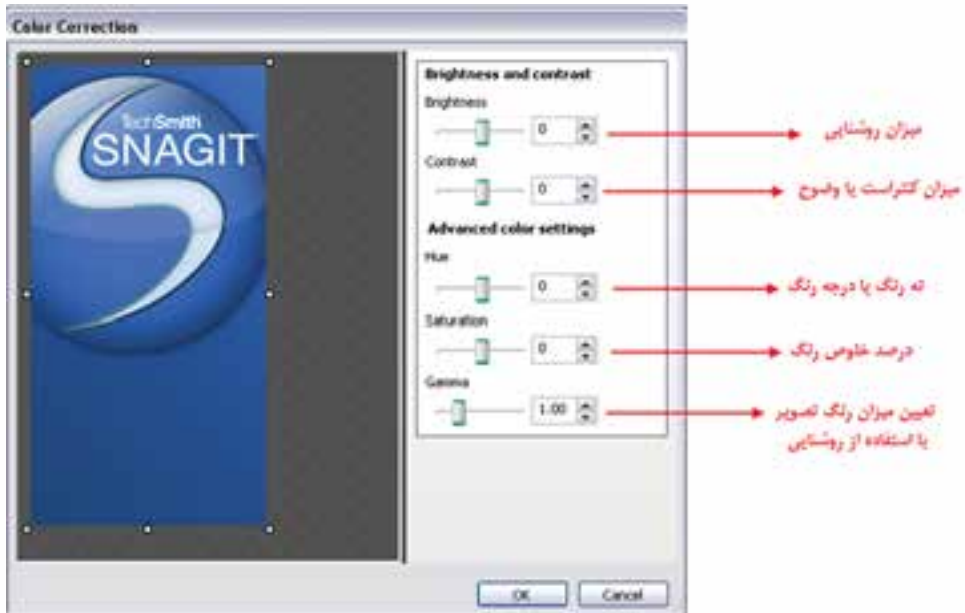 Color Correction
TechSmith
SNAGIT
Brightness and contrast
Brightness
0
میزان روشنایی
Contrast
0
میزان کنتراست یا وضوح
Advanced color settings
Hue
0
ته رنگ یا درجه رنگ
Saturation
0
درصد خلوص رنگ
Gamma
1.00
تعیین میزان رنگ تصویر
با استفاده از روشنایی
OK
Cancel